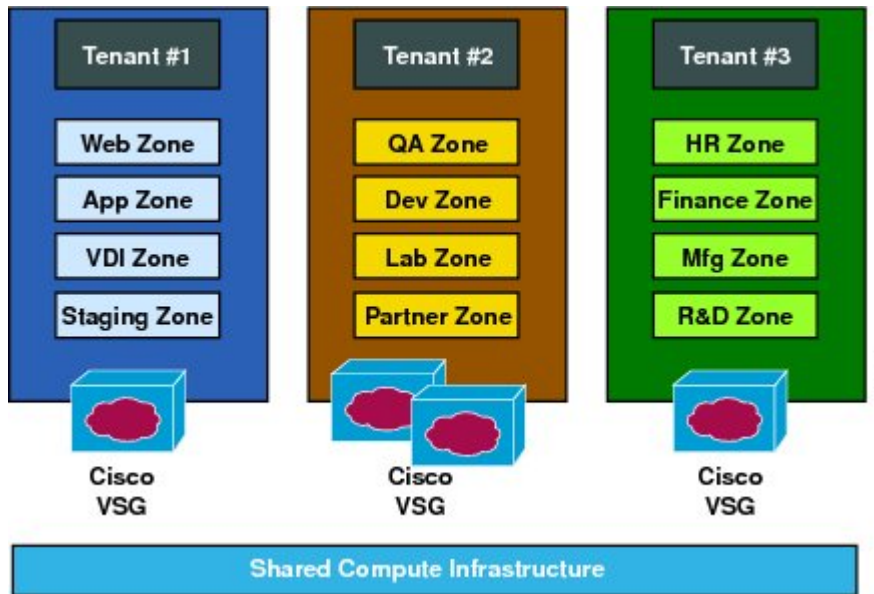 Tenant #1
Tenant #2
Tenant #3
Web Zone
QA Zone
HR Zone
App Zone
Dev Zone
Finance Zone
VDI Zone
Lab Zone
Mfg Zone
Staging Zone
Partner Zone
R&D Zone
Cisco
VSG
Cisco
VSG
Cisco
VSG
Shared Compute Infrastructure